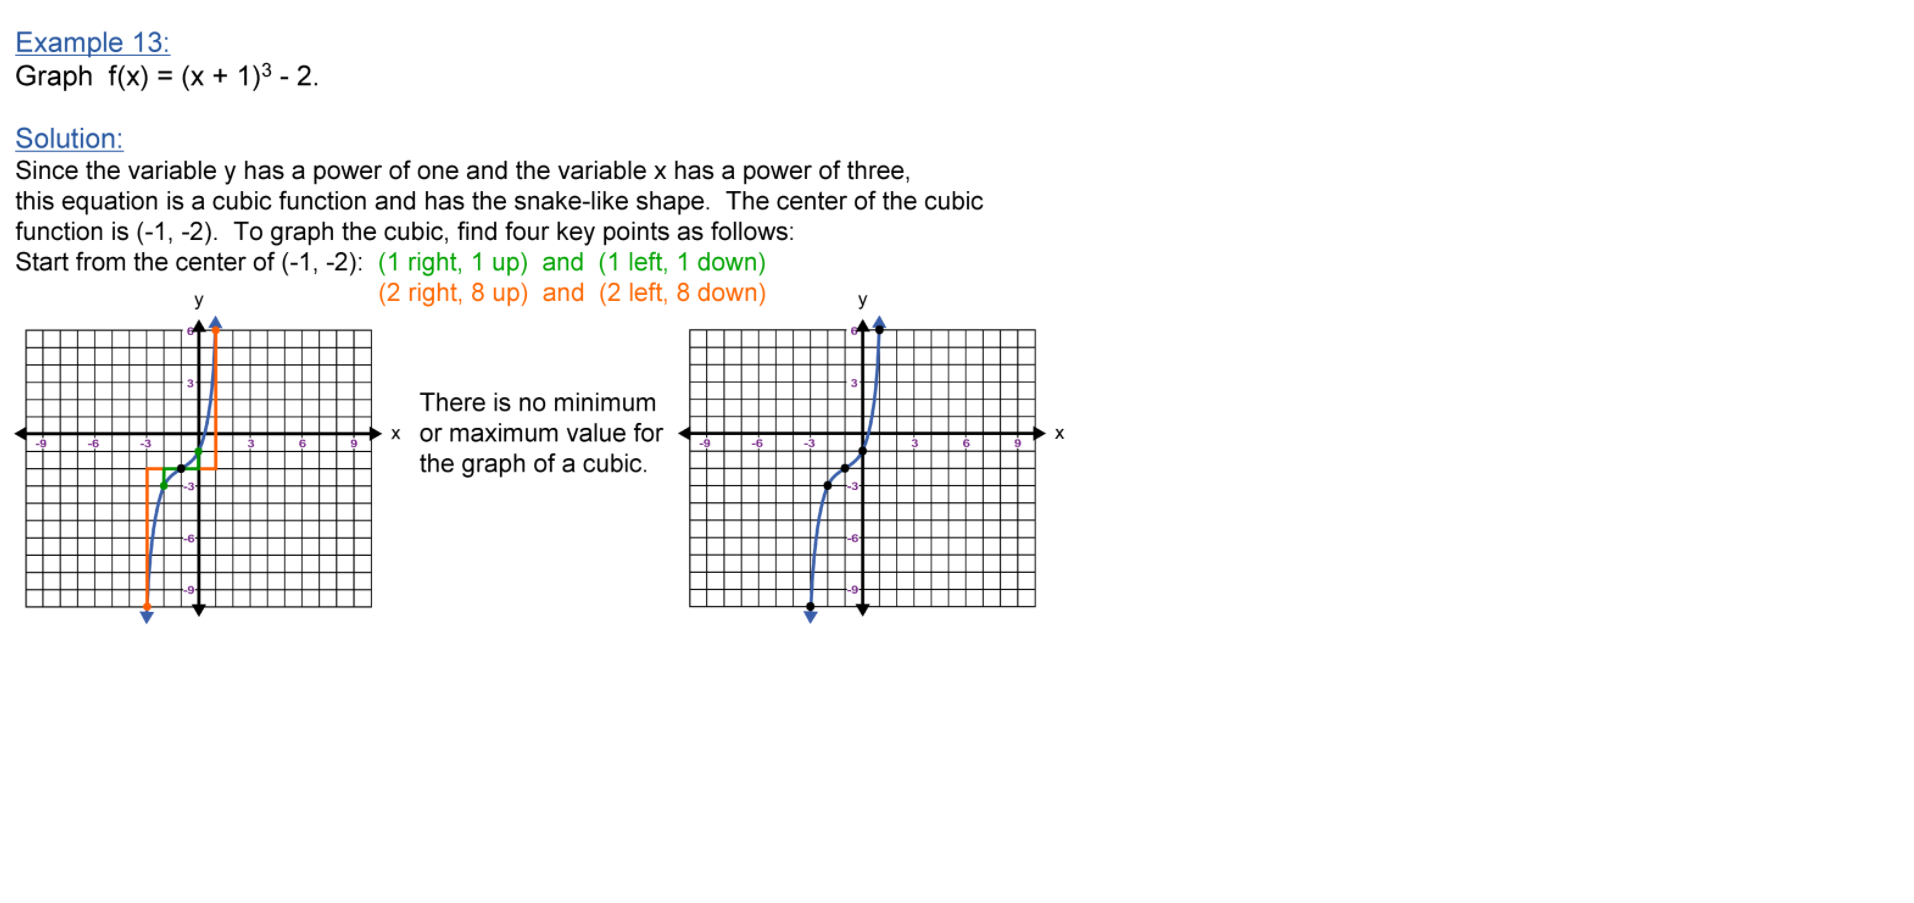 Example 13:
Graph f(x) = (x + 1)³ - 2.
Solution:
Since the variable y has a power of one and the variable x has a power of three,
this equation is a cubic function and has the snake-like shape. The center of the cubic
function is (-1, -2). To graph the cubic, find four key points as follows:
Start from the center of (-1, -2): (1 right, 1 up) and (1 left, 1 down)
(2 right, 8 up) and (2 left, 8 down)
y
6
3
-9 -6 -3 3 6 9 x
-3
-6
-9
There is no minimum
or maximum value for
the graph of a cubic.
y
6
3
-9 -6 -3 3 6 9 x
-3
-6
-9